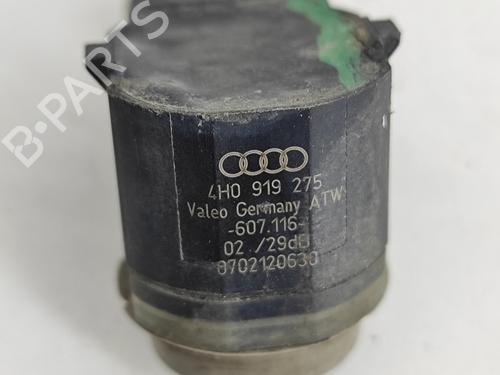 B-PARTS
4H0 919 275
Valeo Germany ATW
-607.116-
02 /29dB
0702120630